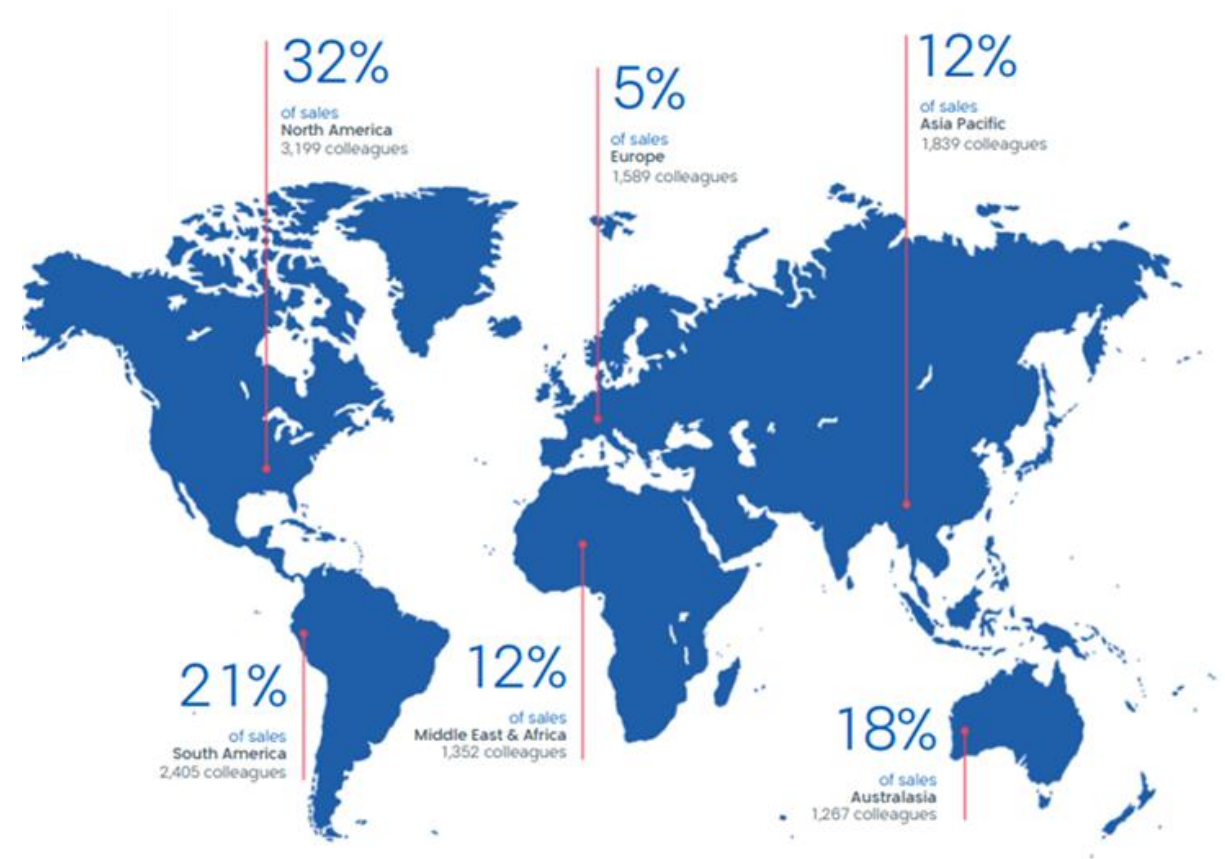 32%
of sales
North America
3,199 colleagues
5%
of sales
Europe
1,589 colleagues
12%
of sales
Asia Pacific
1,839 colleagues
21%
of sales
South America
2,405 colleagues
12%
of sales
Middle East & Africa
1,352 colleagues
18%
of sales
Australasia
1,267 colleagues